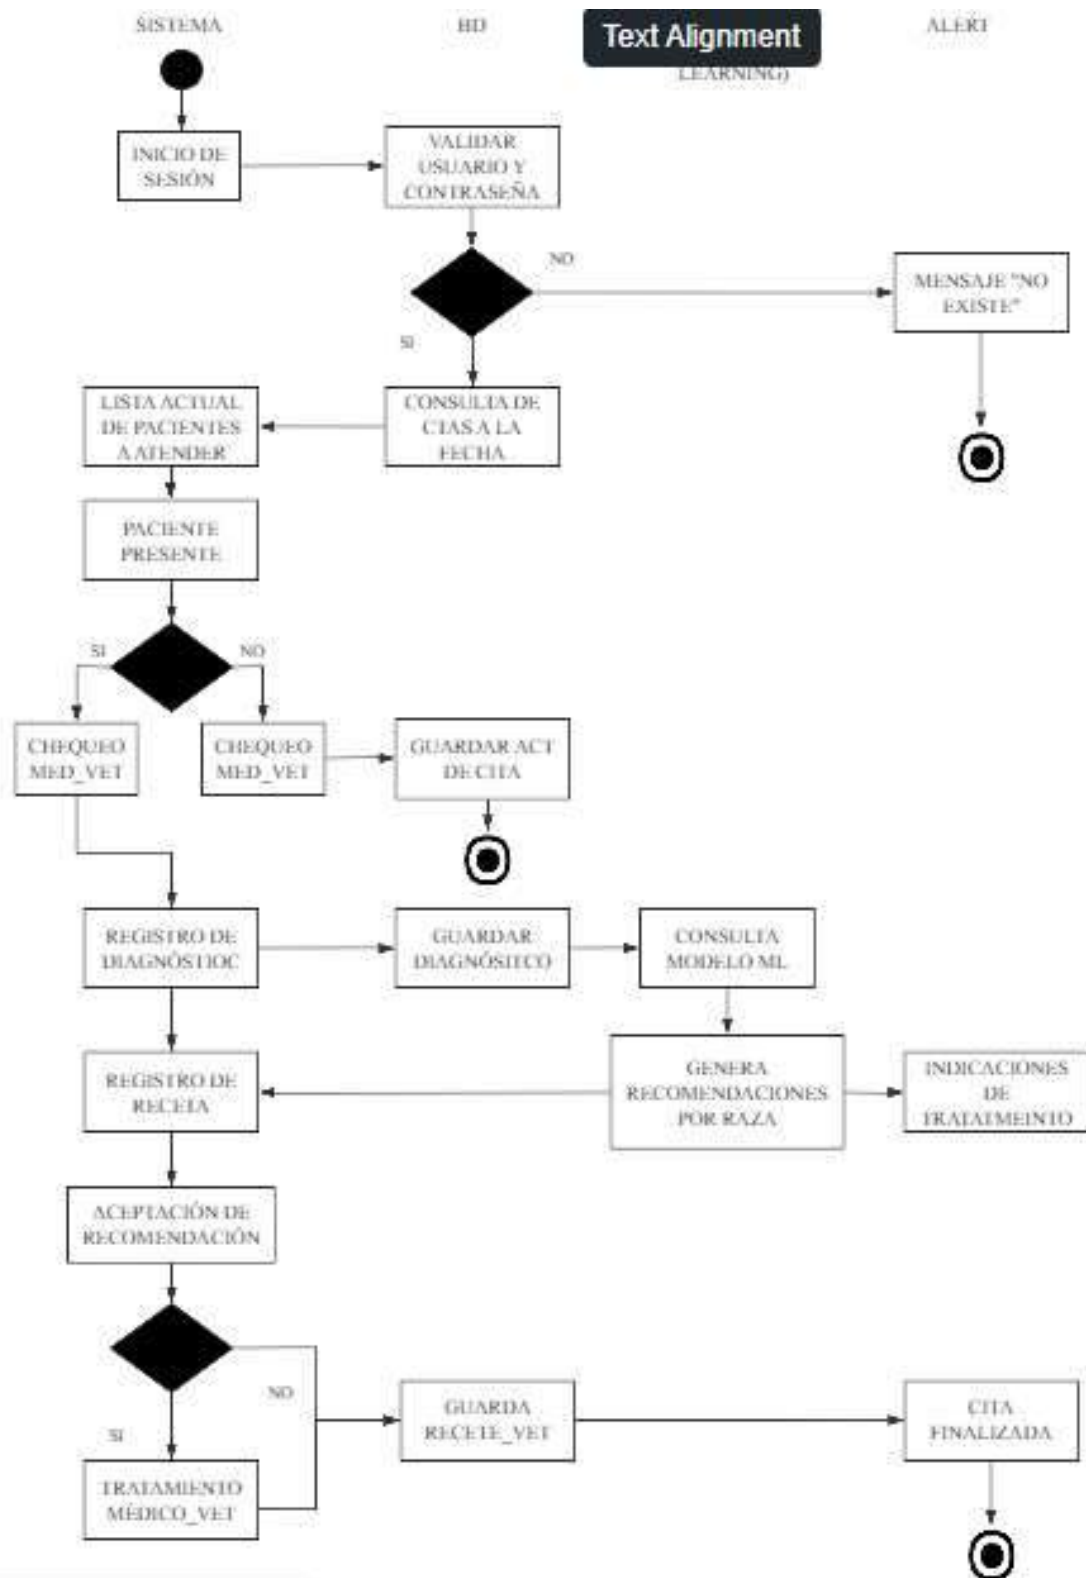 SISTEMA
BD
Text Alignment
LEARNING)
ALERT
INICIO DE
SESIÓN
VALIDAR
USUARIO Y
CONTRASEÑA
NO
MENSAJE "NO
EXISTE"
SI
LISTA ACTUAL
DE PACIENTES
A ATENDER
CONSULTA DE
CTAS A LA
FECHA
PACIENTE
PRESENTE
SI
NO
CHEQUEO
MED_VET
CHEQUEO
MED_VET
GUARDAR ACT
DE CITA
REGISTRO DE
DIAGNÓSTIOC
GUARDAR
DIAGNÓSITCO
CONSULTA
MODELO ML
REGISTRO DE
RECETA
GENERA
RECOMENDACIONES
POR RAZA
INDICACIONES
DE
TRATATMEINTO
ACEPTACIÓN DE
RECOMENDACIÓN
NO
SI
GUARDA
RECETE_VET
CITA
FINALIZADA
TRATAMIENTO
MÉDICO_VET